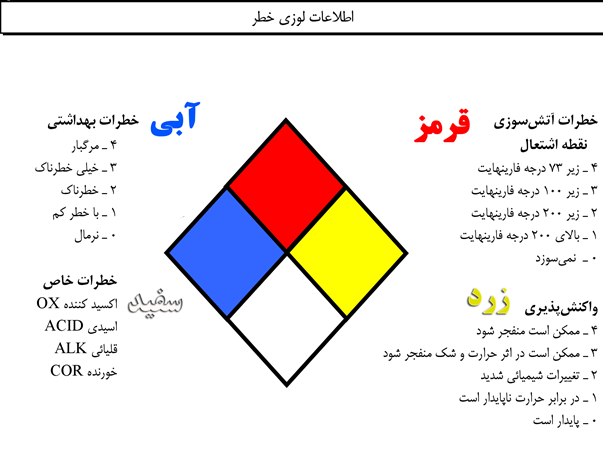 اطلاعات لوزی خطر
قرمز
خطرات آتش‌سوزی
نقطه اشتعال
۴ ـ زیر ۷۳ درجه فارینهایت
۳ ـ زیر ۱۰۰ درجه فارینهایت
۲ ـ زیر ۲۰۰ درجه فارینهایت
۱ ـ بالای ۲۰۰ درجه فارینهایت
۰ ـ نمی‌سوزد
آبی
خطرات بهداشتی
۴ ـ مرگبار
۳ ـ خیلی خطرناک
۲ ـ خطرناک
۱ ـ با خطر کم
۰ ـ نرمال
زرد
واکنش‌پذیری
۴ ـ ممکن است منفجر شود
۳ ـ ممکن است در اثر حرارت و شک منفجر شود
۲ ـ تغییرات شیمیائی شدید
۱ ـ در برابر حرارت ناپایدار است
۰ ـ پایدار است
سفید
خطرات خاص
اکسید کننده OX
اسیدی ACID
قلیائی ALK
خورنده COR